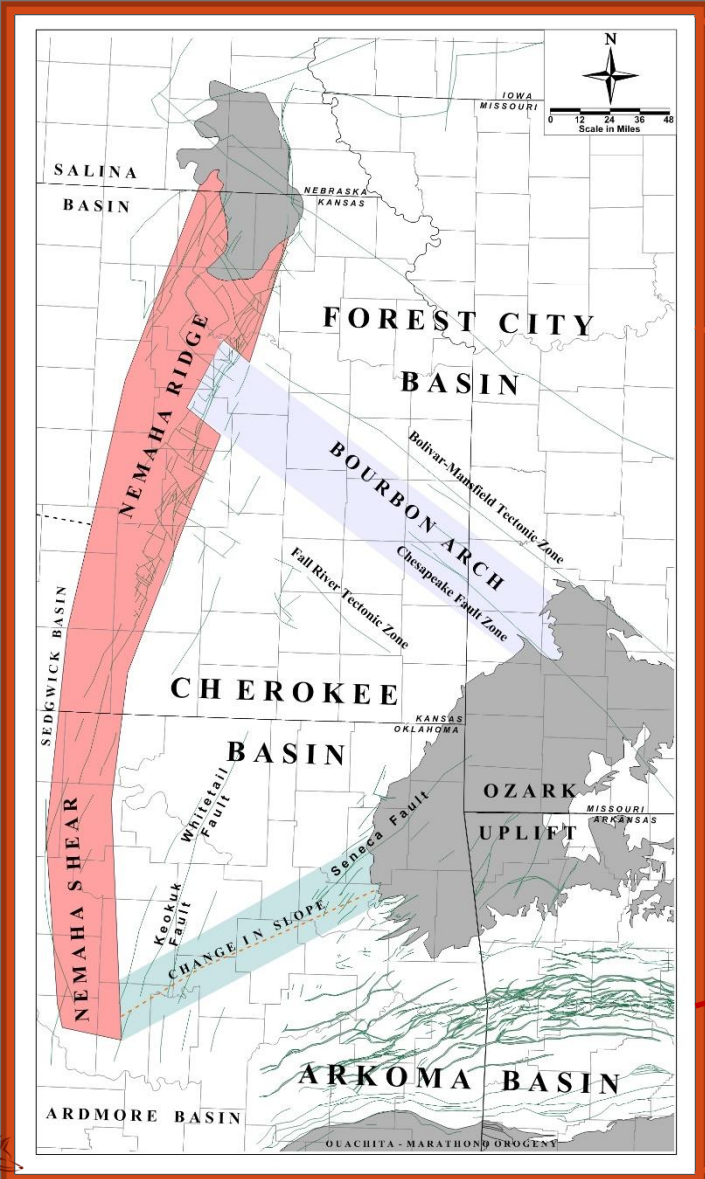 N
0 12 24 36 48
Scale in Miles
IOWA
MISSOURI
SALINA
BASIN
NEBRASKA
KANSAS
FOREST CITY
BASIN
NEMAHA RIDGE
BOURBON ARCH
Bolivar-Mansfield Tectonic Zone
Chesapeake Fault Zone
Fall River Tectonic Zone
SEDGWICK BASIN
CHEROKEE
BASIN
KANSAS
OKLAHOMA
Whitetail
Fault
OZARK
UPLIFT
MISSOURI
ARKANSAS
Seneca Fault
Keokuk
Fault
CHANGE IN SLOPE
NEMAHA SHEAR
ARKOMA BASIN
ARDMORE BASIN
OUACHITA - MARATHONO OROGENY